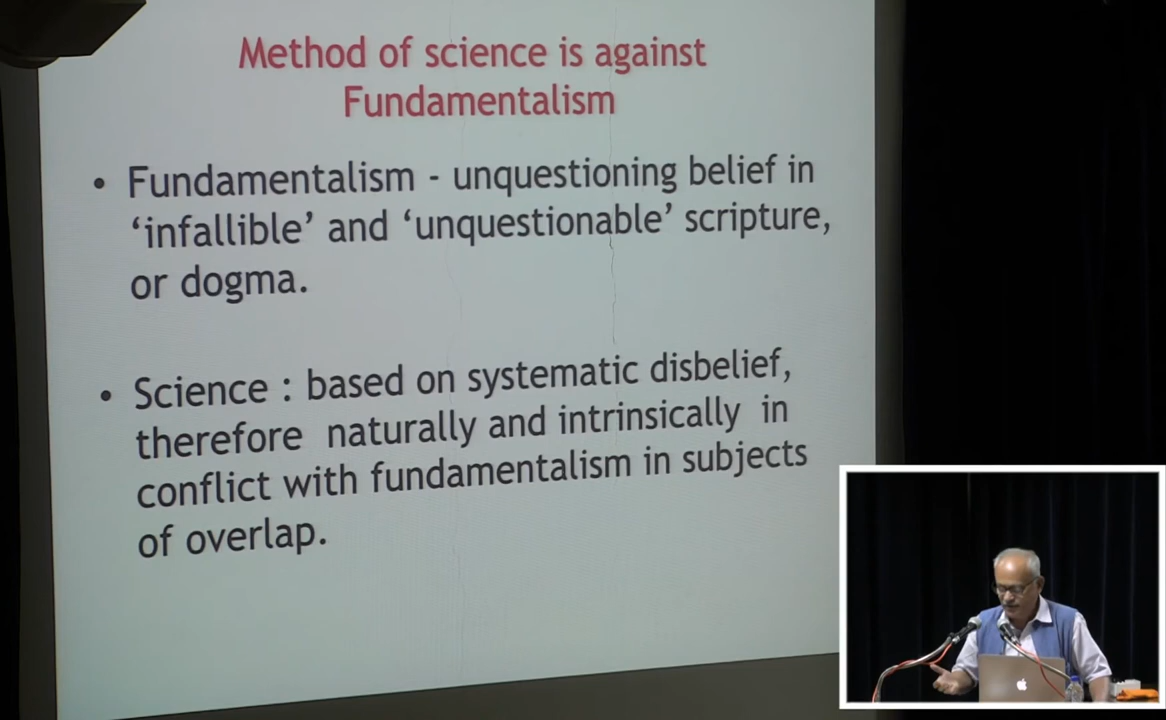 Method of science is against
Fundamentalism
• Fundamentalism - unquestioning belief in
‘infallible’ and ‘unquestionable’ scripture,
or dogma.
• Science : based on systematic disbelief,
therefore naturally and intrinsically in
conflict with fundamentalism in subjects
of overlap.